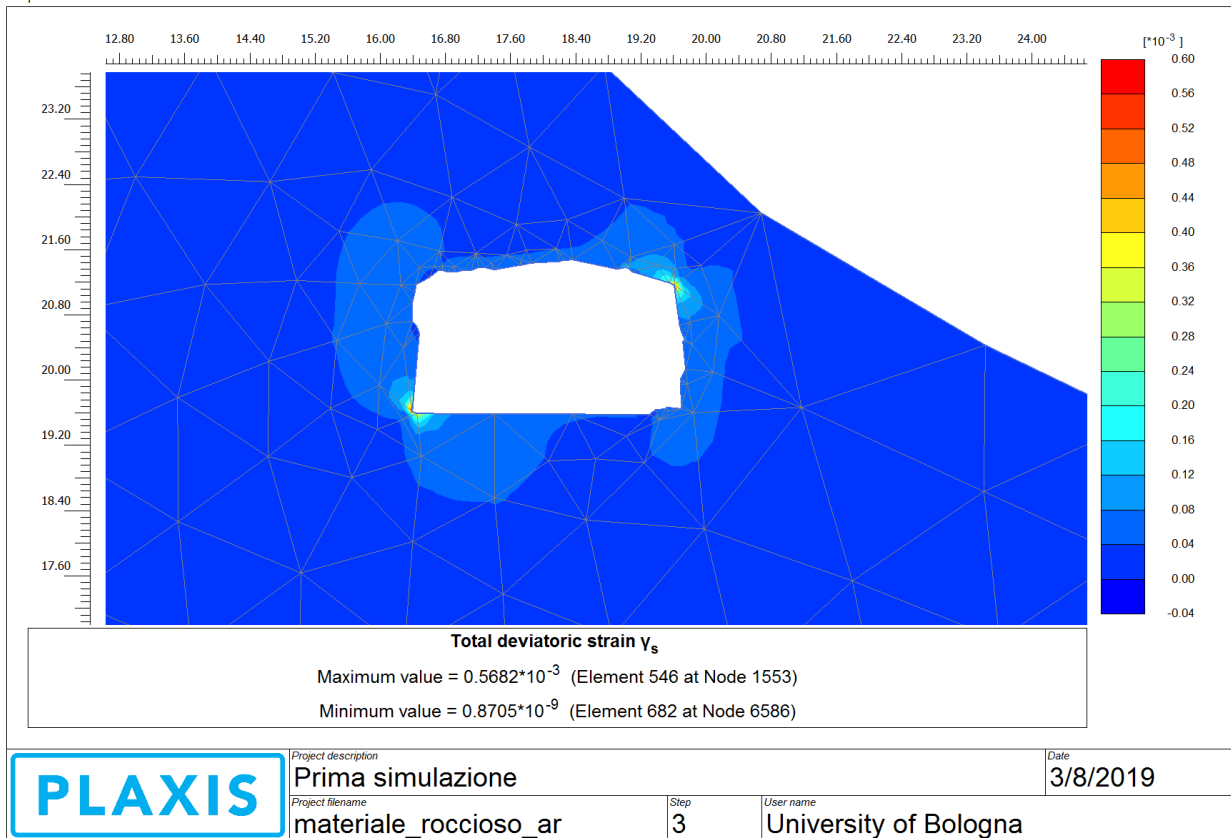 12.80 13.60 14.40 15.20 16.00 16.80 17.60 18.40 19.20 20.00 20.80 21.60 22.40 23.20 24.00
[*10-3 ]
23.20
22.40
21.60
20.80
20.00
19.20
18.40
17.60
0.60
0.56
0.52
0.48
0.44
0.40
0.36
0.32
0.28
0.24
0.20
0.16
0.12
0.08
0.04
0.00
-0.04
Total deviatoric strain γs
Maximum value = 0.5682*10-3 (Element 546 at Node 1553)
Minimum value = 0.8705*10-9 (Element 682 at Node 6586)
PLAXIS
Project description
Prima simulazione
Date
3/8/2019
Project filename
materiale_roccioso_ar
Step
3
User name
University of Bologna